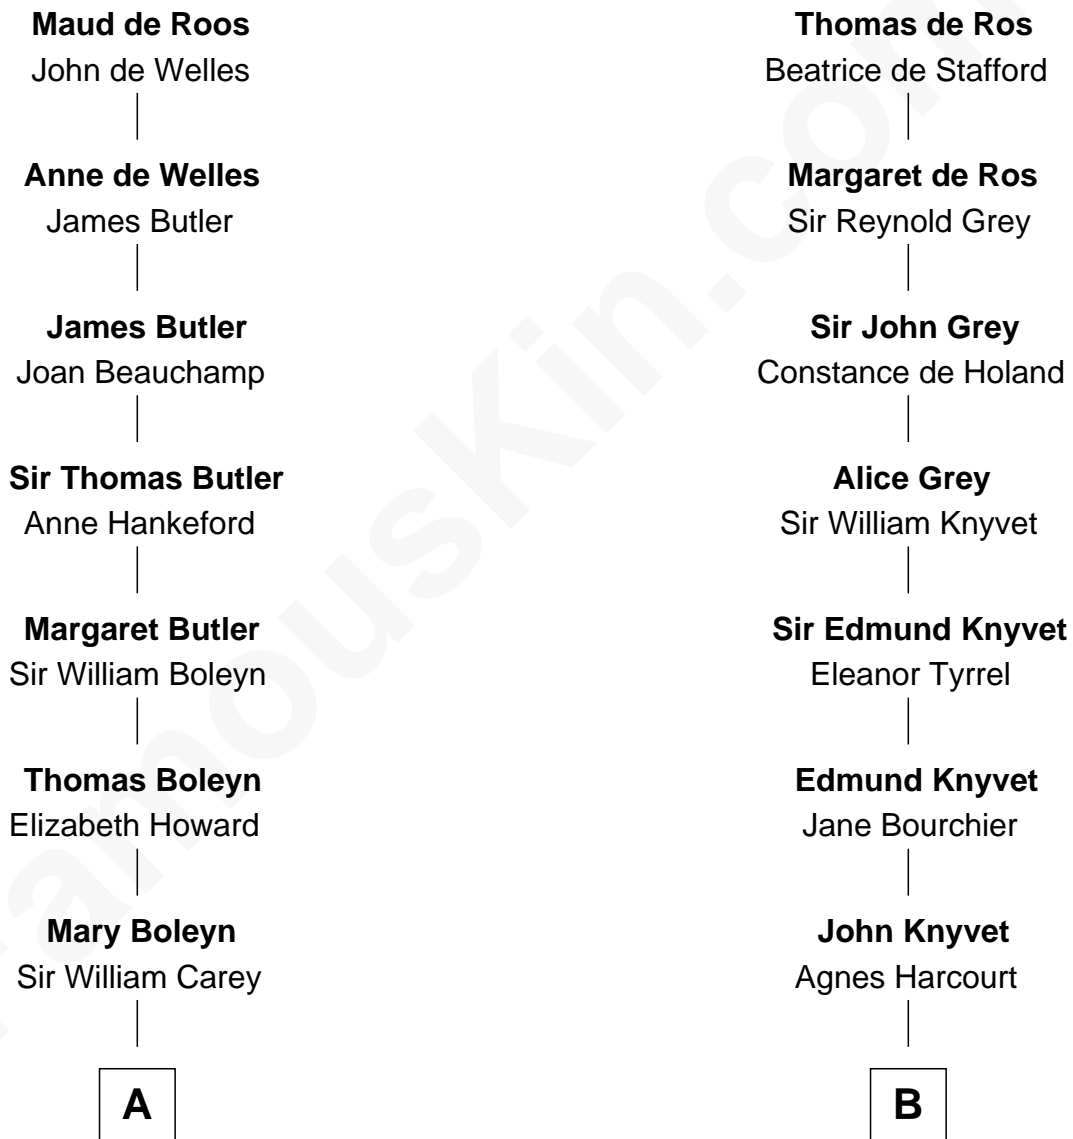 Maud de Roos
John de Welles
Anne de Welles
James Butler
James Butler
Joan Beauchamp
Sir Thomas Butler
Anne Hankeford
Margaret Butler
Sir William Boleyn
Thomas Boleyn
Elizabeth Howard
Mary Boleyn
Sir William Carey
A
Thomas de Ros
Beatrice de Stafford
Margaret de Ros
Sir Reynold Grey
Sir John Grey
Constance de Holand
Alice Grey
Sir William Knyvet
Sir Edmund Knyvet
Eleanor Tyrrel
Edmund Knyvet
Jane Bourchier
John Knyvet
Agnes Harcourt
B
FamousKin.com